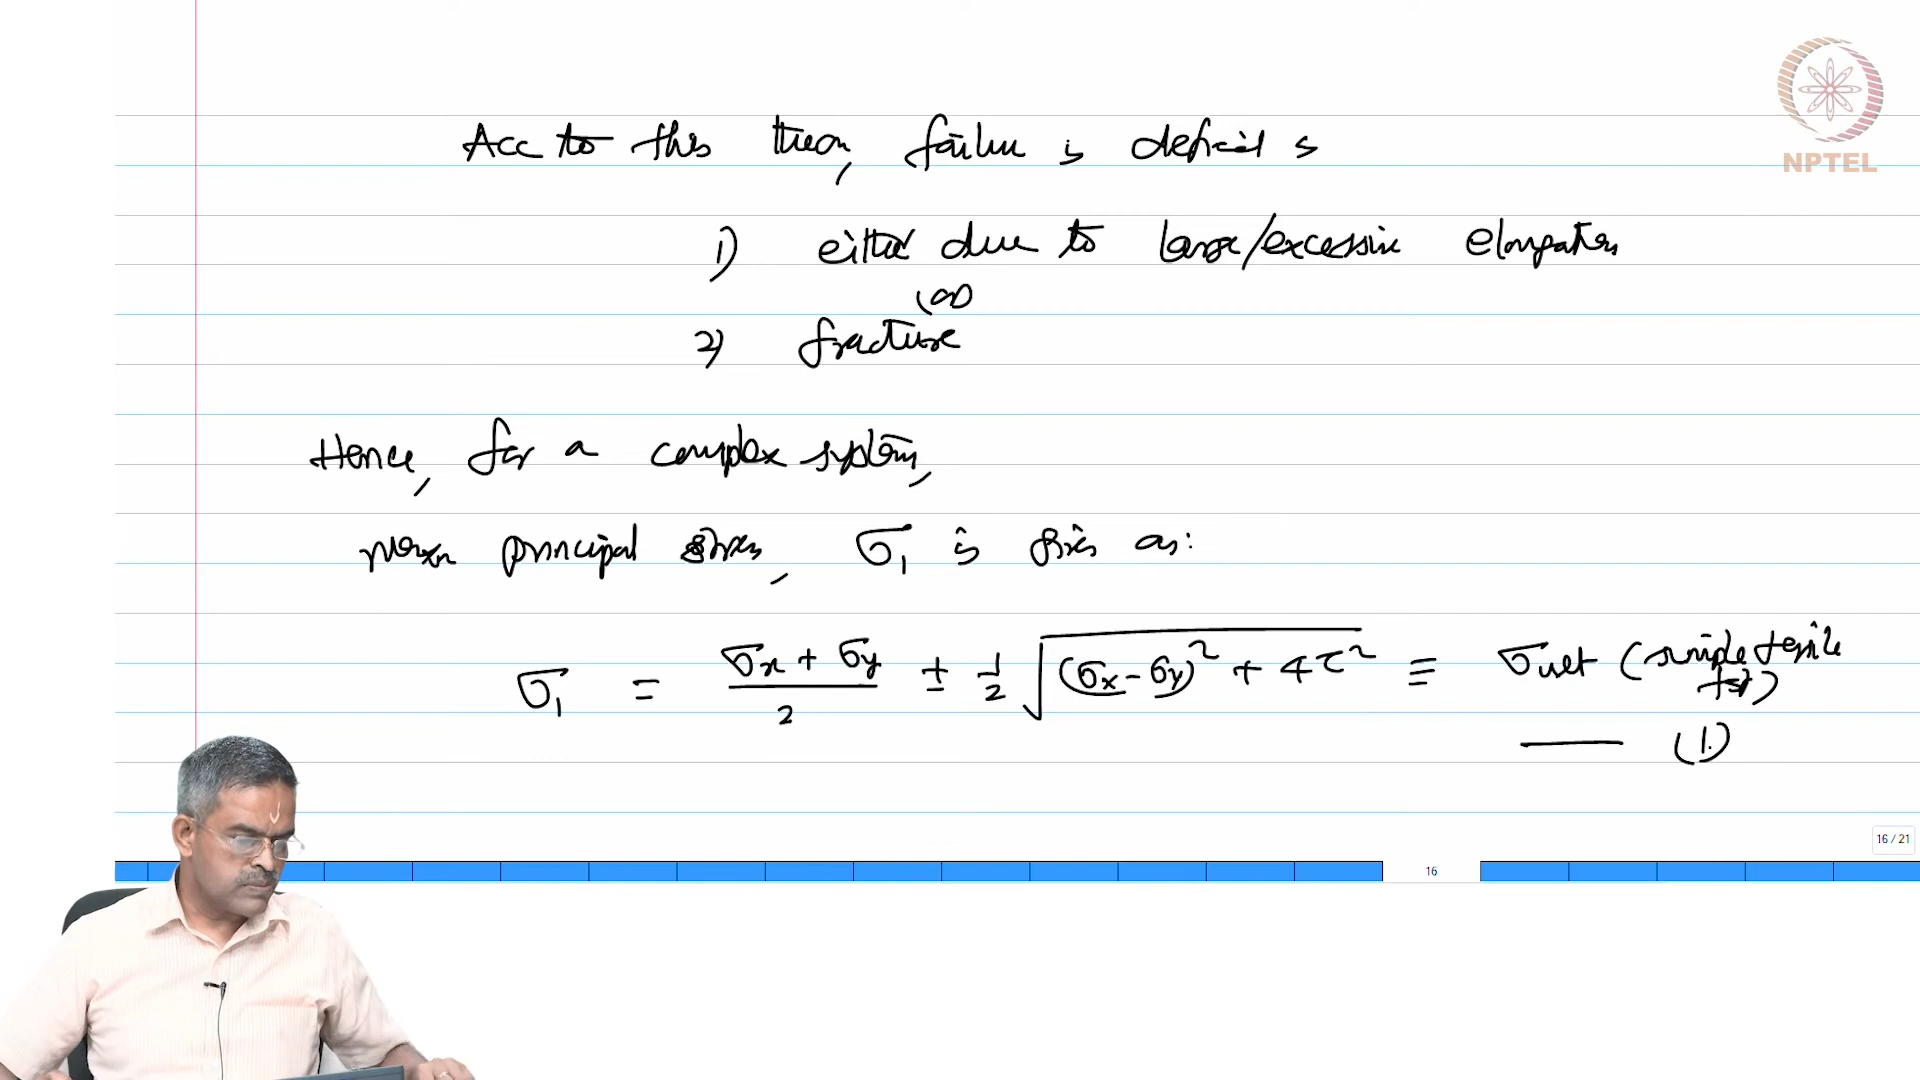 NPTEL
Acc to this theory, failure is defined as
1) either due to large/excessive elongation
(or)
2) fracture
Hence, for a complex system,
max principal stress, σ₁ is given as:
σ₁ = (σx + σy)/2 ± 1/2 √((σx - σy)² + 4τ²) ≡ σult (simple tensile test)
—— (1)
16 / 21
16